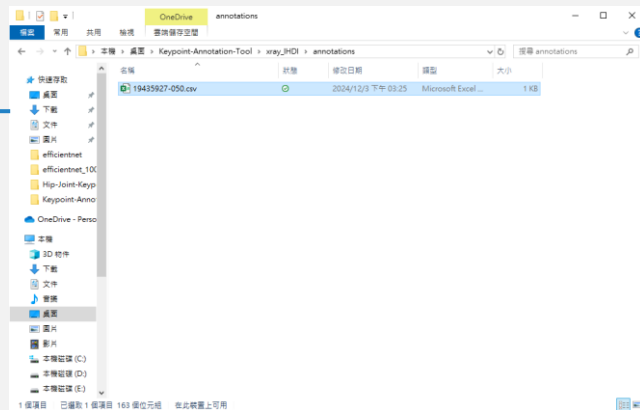 OneDrive
annotations
檔案
常用
共用
檢視
雲端儲存空間
本機 › 桌面 › Keypoint-Annotation-Tool › xray_IHDI › annotations
搜尋 annotations
名稱 狀態 修改日期 類型 大小
19435927-050.csv 2024/12/3 下午 03:25 Microsoft Excel ... 1 KB
快速存取
桌面
下載
文件
圖片
efficientnet
efficientnet_100
Hip-Joint-Keyp
Keypoint-Anno
OneDrive - Perso
本機
3D 物件
下載
文件
音樂
桌面
圖片
影片
本機磁碟 (C:)
本機磁碟 (D:)
本機磁碟 (E:)
1 個項目 已選取 1 個項目 163 個位元組 在此裝置上可用